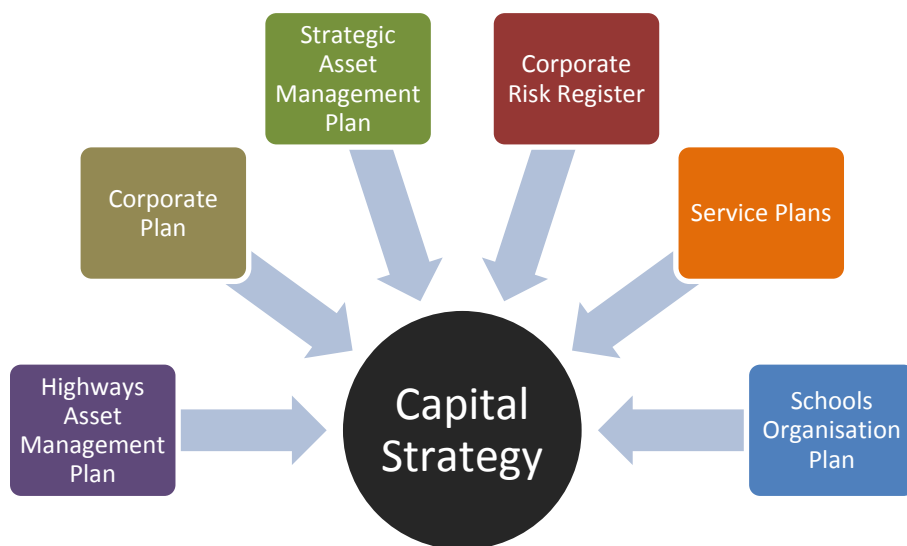 Strategic
Asset
Management
Plan
Corporate
Risk Register
Corporate
Plan
Service Plans
Highways
Asset
Management
Plan
Capital
Strategy
Schools
Organisation
Plan